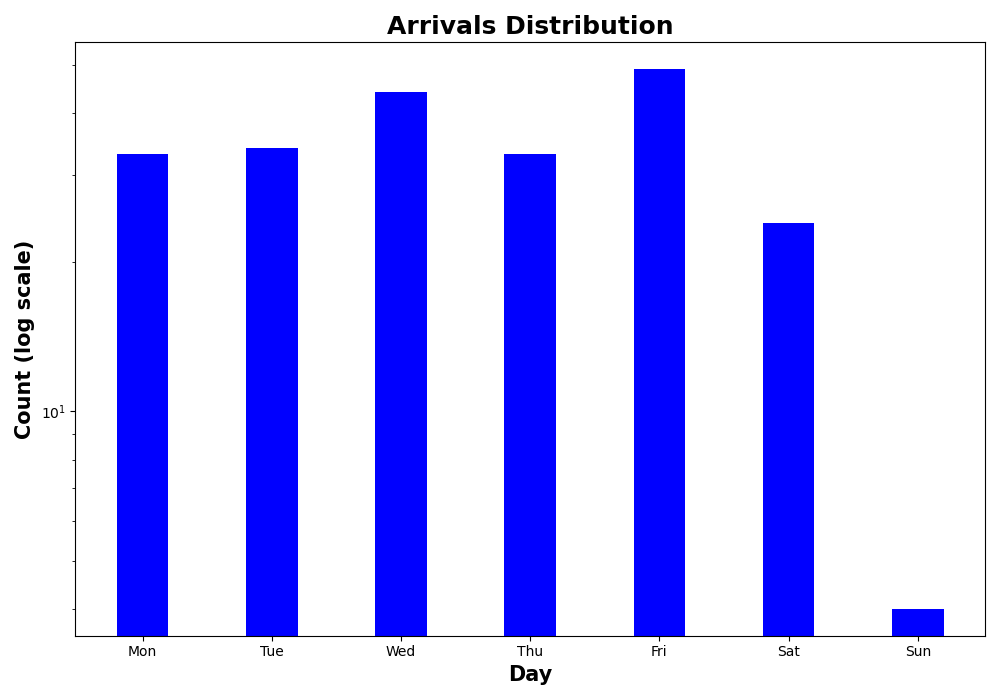 Arrivals Distribution
Count (log scale)
10¹
Mon Tue Wed Thu Fri Sat Sun
Day